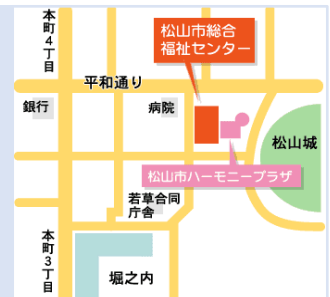 本町4丁目
松山市総合
福祉センター
平和通り
銀行
病院
松山城
松山市ハーモニープラザ
若草合同
庁舎
本町3丁目
堀之内